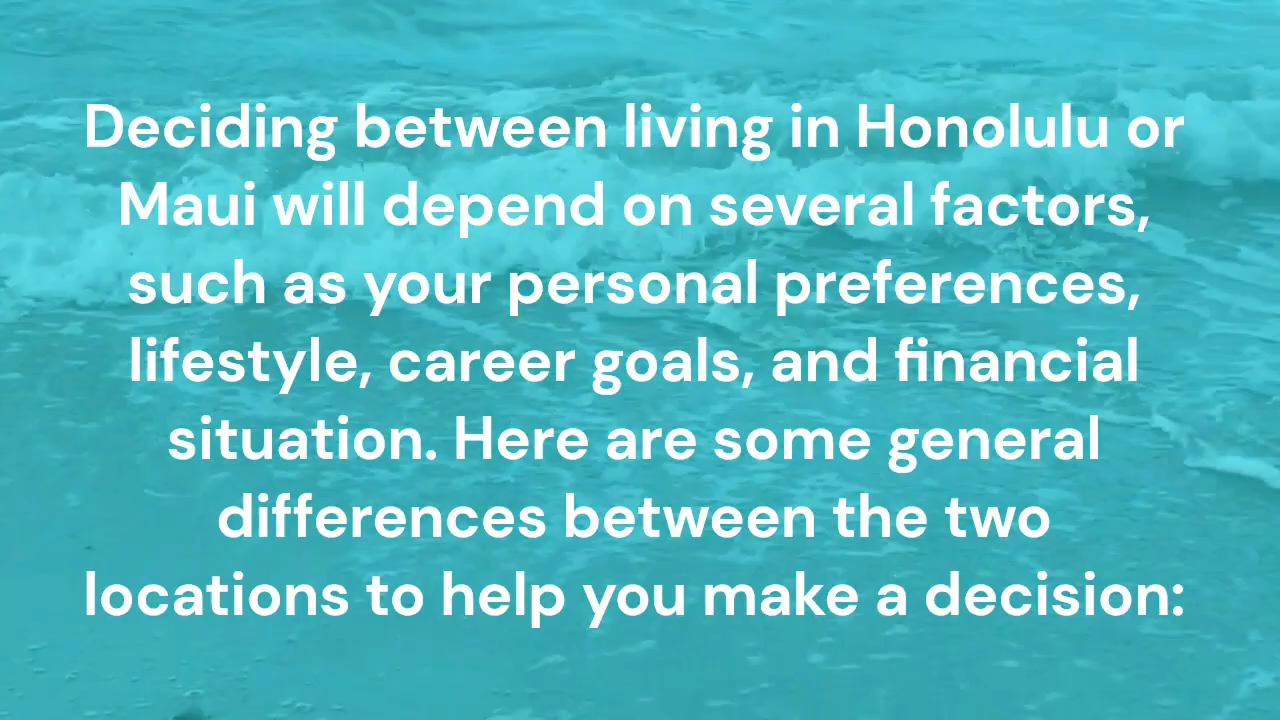 Deciding between living in Honolulu or
Maui will depend on several factors,
such as your personal preferences,
lifestyle, career goals, and financial
situation. Here are some general
differences between the two
locations to help you make a decision: